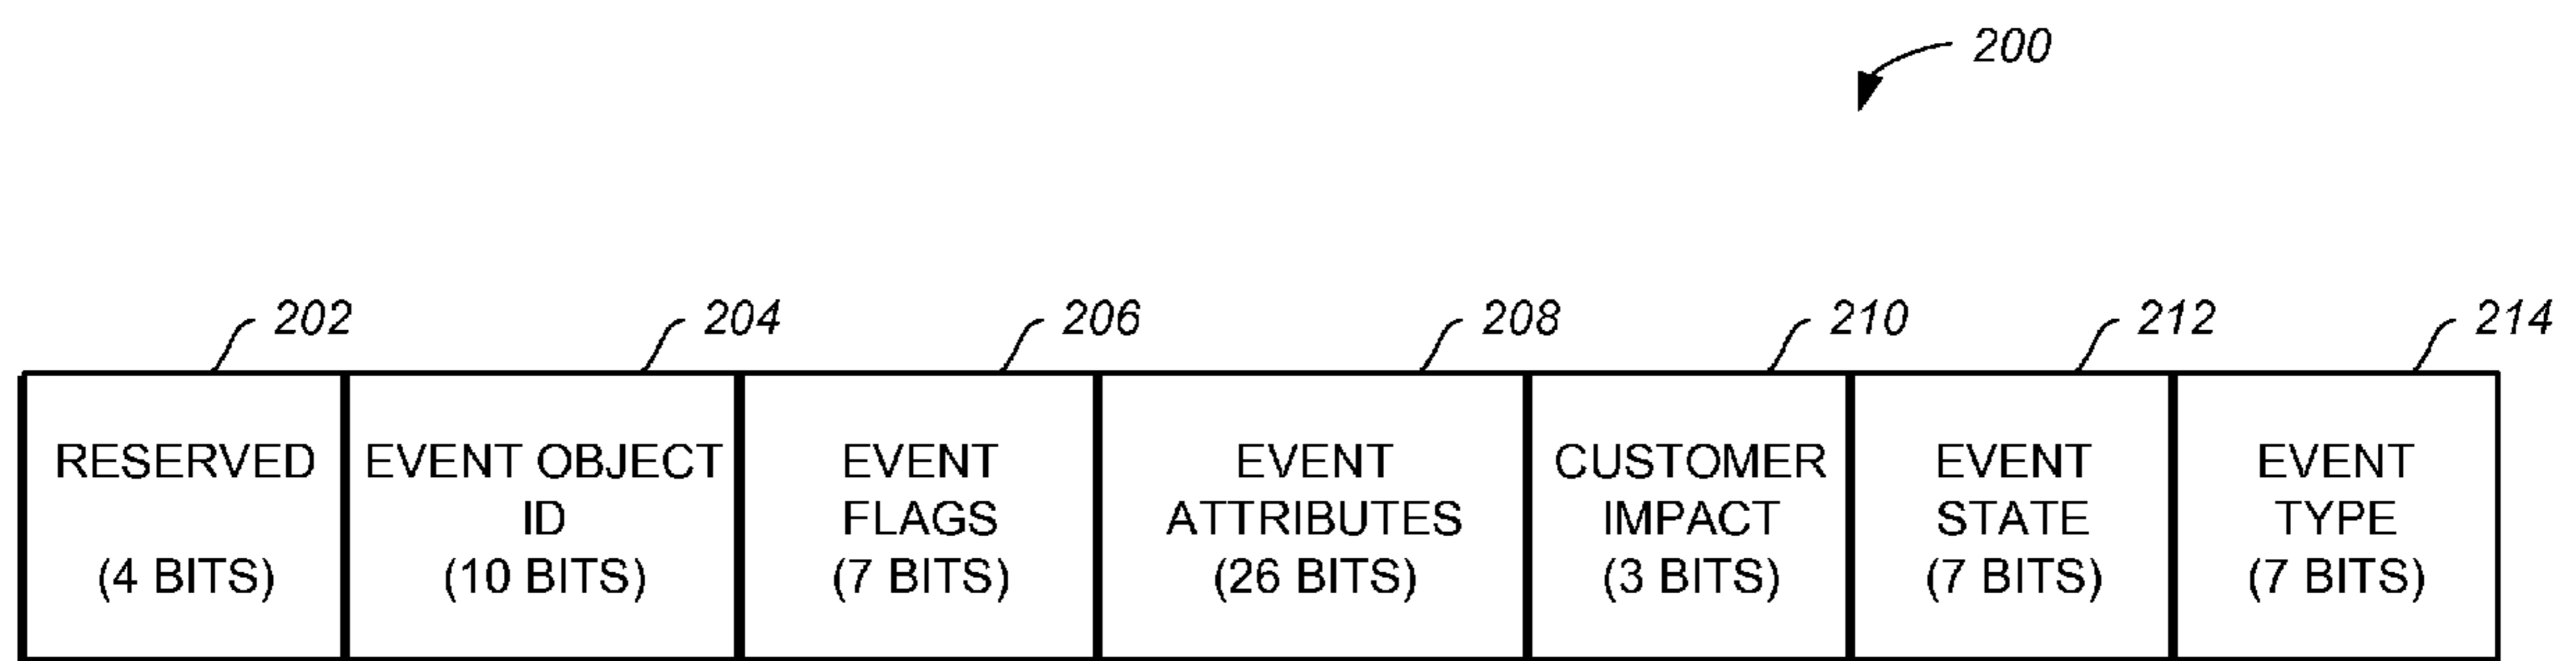 200
202
204
206
208
210
212
214
RESERVED
(4 BITS)
EVENT OBJECT
ID
(10 BITS)
EVENT
FLAGS
(7 BITS)
EVENT
ATTRIBUTES
(26 BITS)
CUSTOMER
IMPACT
(3 BITS)
EVENT
STATE
(7 BITS)
EVENT
TYPE
(7 BITS)